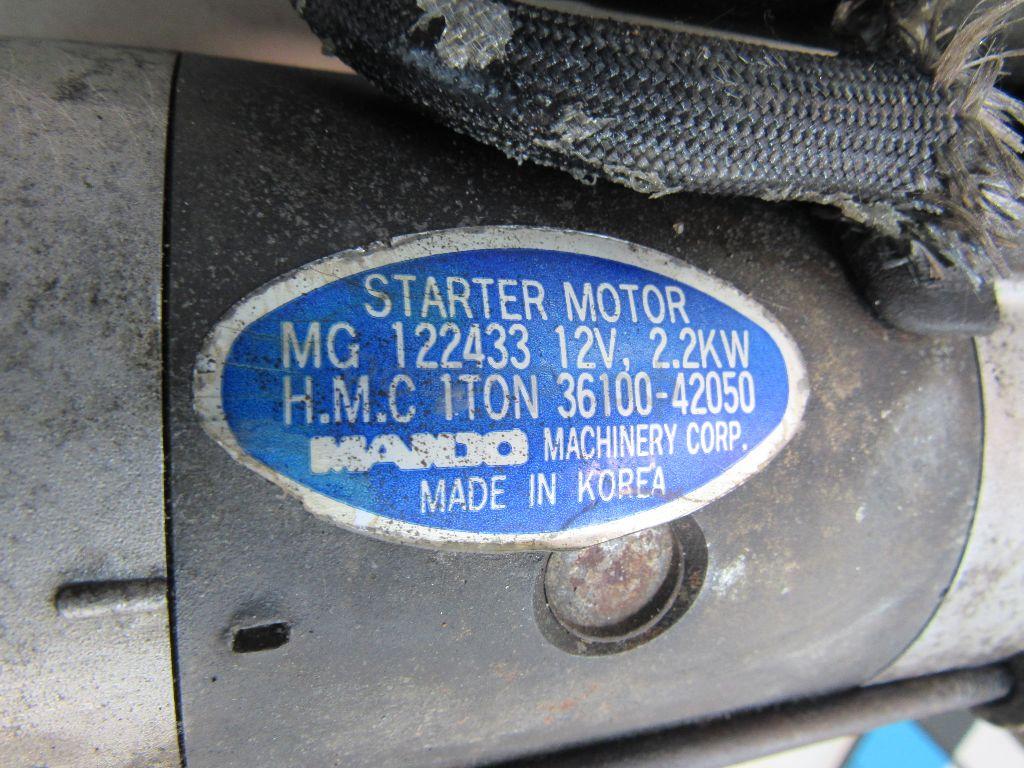 STARTER MOTOR
MG 122433 12V, 2.2KW
H.M.C 1TON 36100-42050
MANDO MACHINERY CORP.
MADE IN KOREA